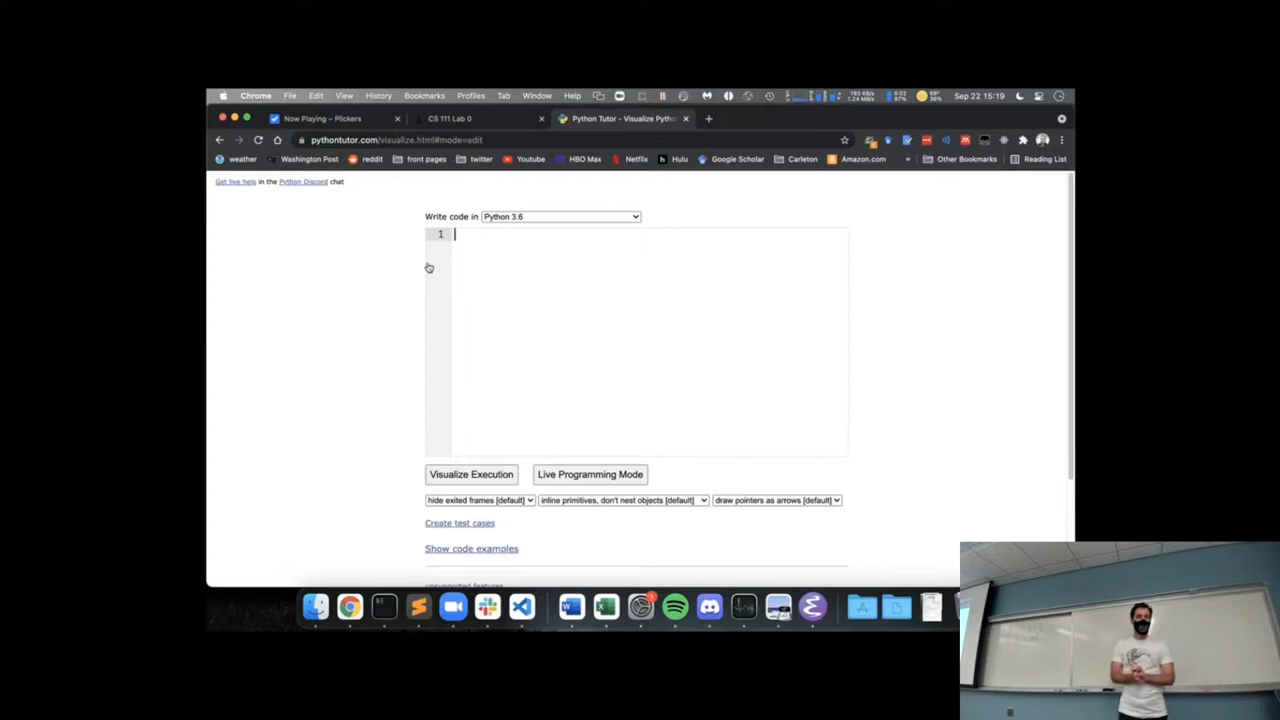 Chrome File Edit View History Bookmarks Profiles Tab Window Help Sep 22 15:19
Now Playing – Plickers
CS 111 Lab 0
Python Tutor - Visualize Pyth
pythontutor.com/visualize.html#mode=edit
weather Washington Post reddit front pages twitter Youtube HBO Max Netflix Hulu Google Scholar Carleton Amazon.com » Other Bookmarks Reading List
Get live help in the Python Discord chat
Write code in Python 3.6
1
Visualize Execution Live Programming Mode
hide exited frames [default] inline primitives, don't nest objects [default] draw pointers as arrows [default]
Create test cases
Show code examples
unsupported features